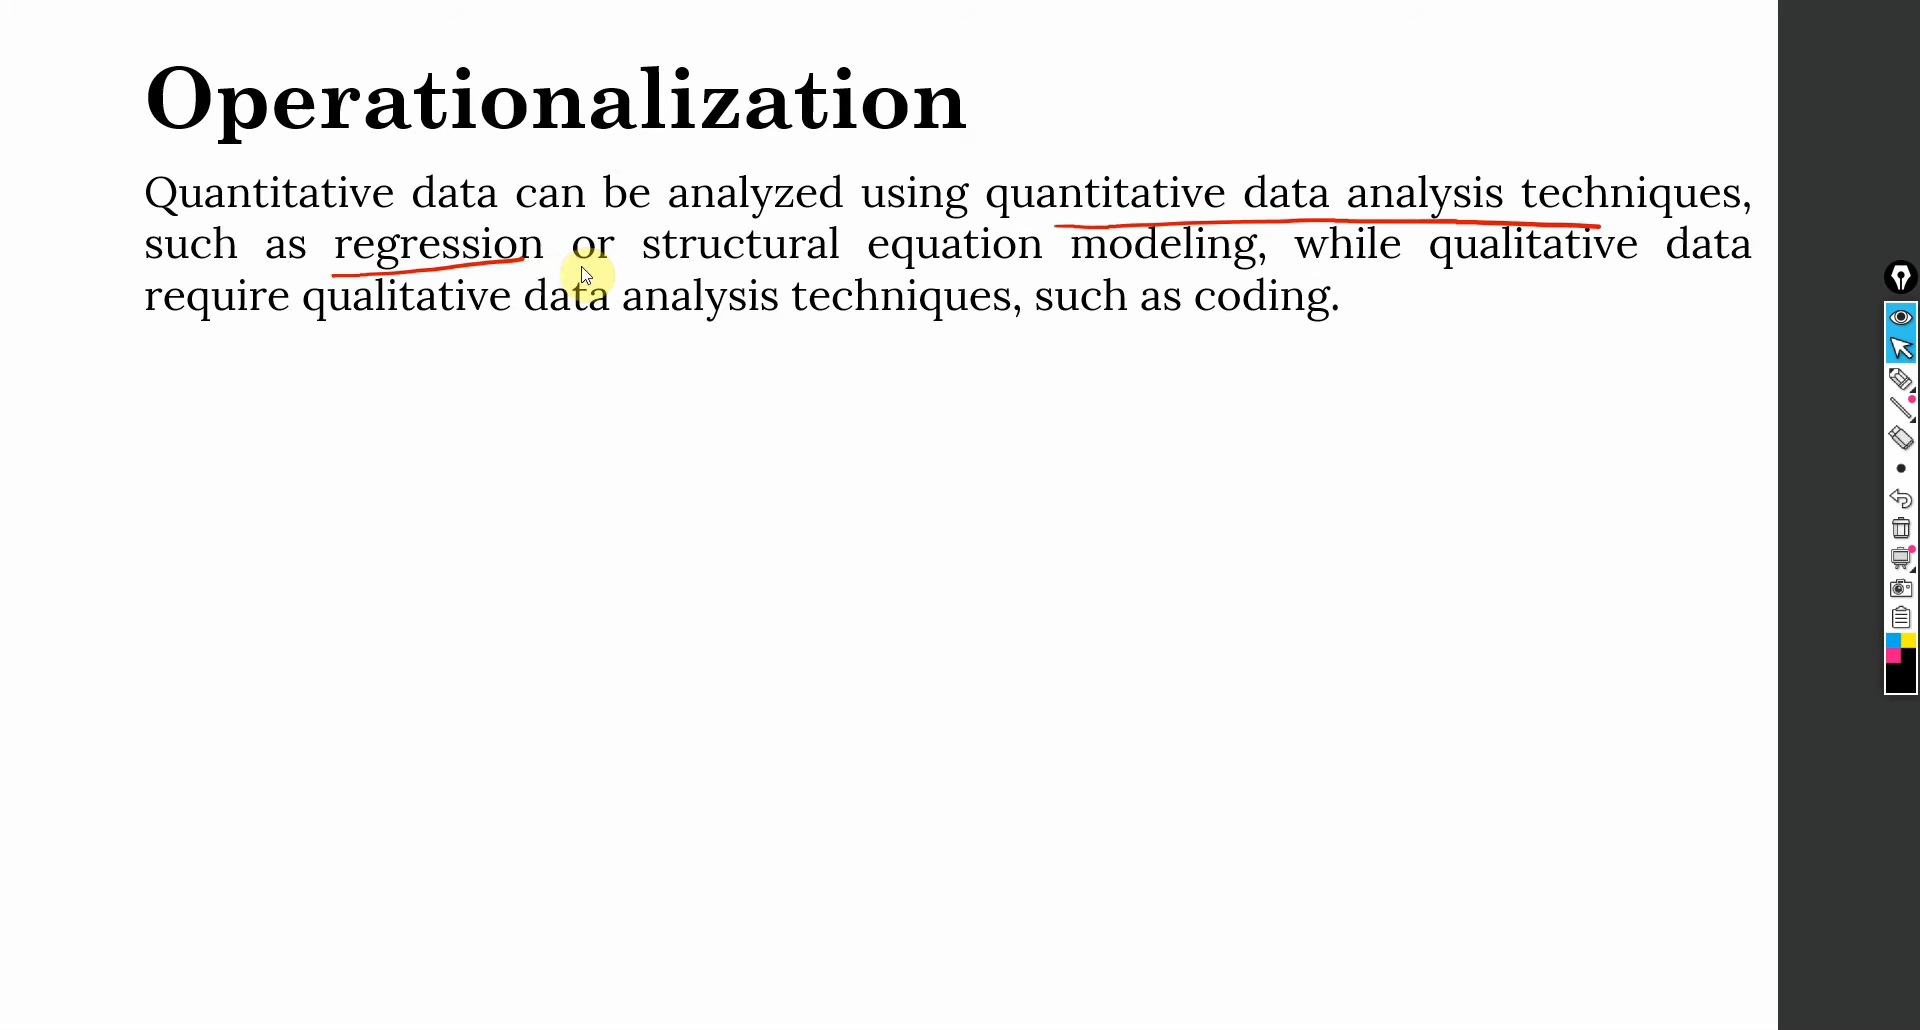 Operationalization
Quantitative data can be analyzed using quantitative data analysis techniques,
such as regression or structural equation modeling, while qualitative data
require qualitative data analysis techniques, such as coding.